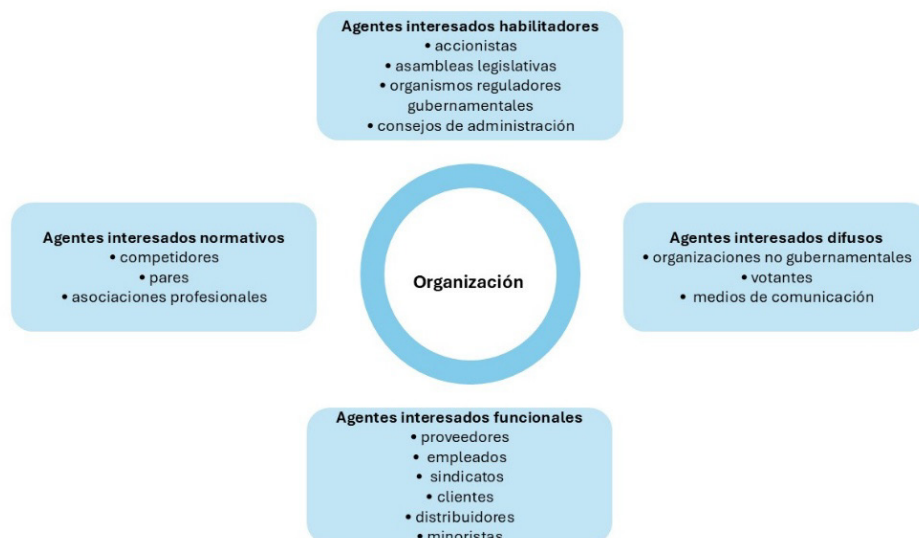 Agentes interesados habilitadores
• accionistas
• asambleas legislativas
• organismos reguladores
gubernamentales
• consejos de administración
Agentes interesados normativos
• competidores
• pares
• asociaciones profesionales
Organización
Agentes interesados difusos
• organizaciones no gubernamentales
• votantes
• medios de comunicación
Agentes interesados funcionales
• proveedores
• empleados
• sindicatos
• clientes
• distribuidores
• minoristas